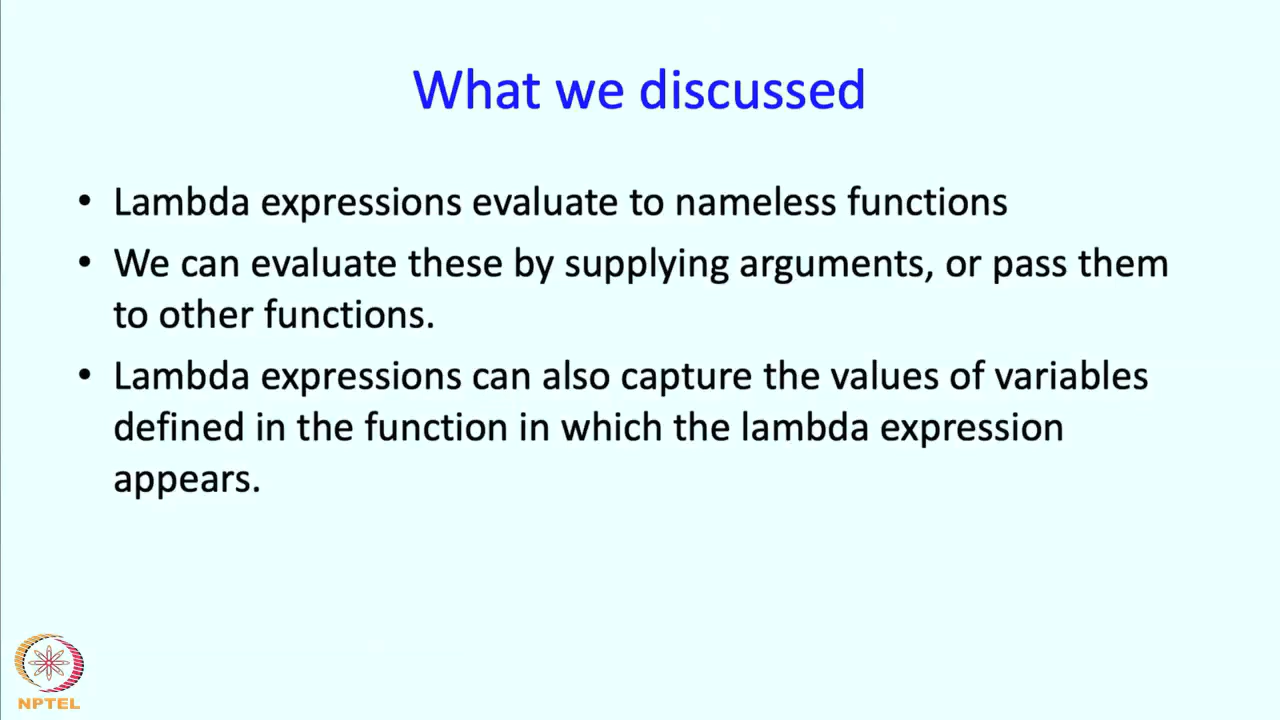 What we discussed
• Lambda expressions evaluate to nameless functions
• We can evaluate these by supplying arguments, or pass them
to other functions.
• Lambda expressions can also capture the values of variables
defined in the function in which the lambda expression
appears.
NPTEL